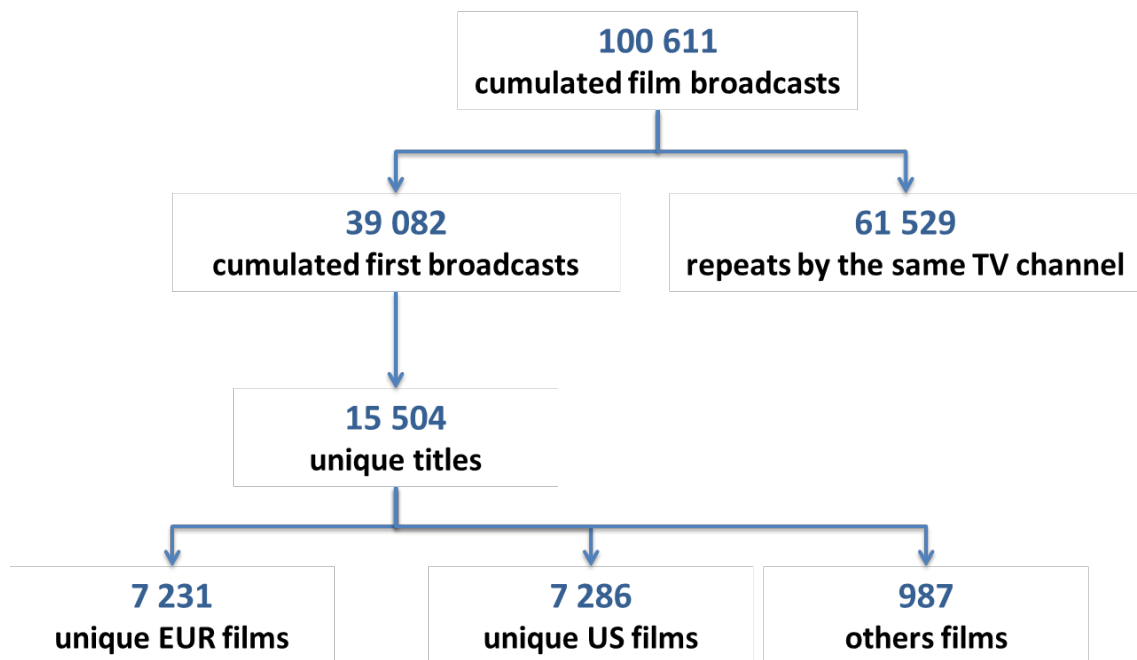 100 611
cumulated film broadcasts
39 082
cumulated first broadcasts
61 529
repeats by the same TV channel
15 504
unique titles
7 231
unique EUR films
7 286
unique US films
987
others films